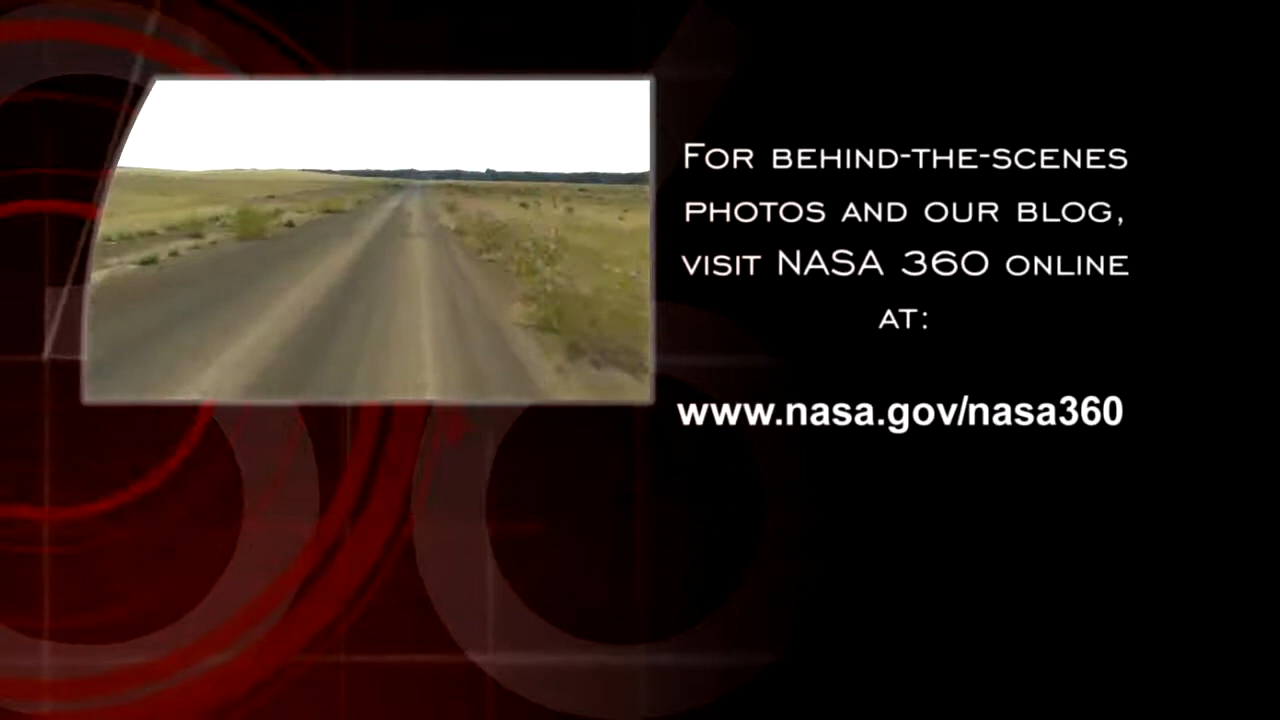 For behind-the-scenes
photos and our blog,
visit NASA 360 online
at:
www.nasa.gov/nasa360